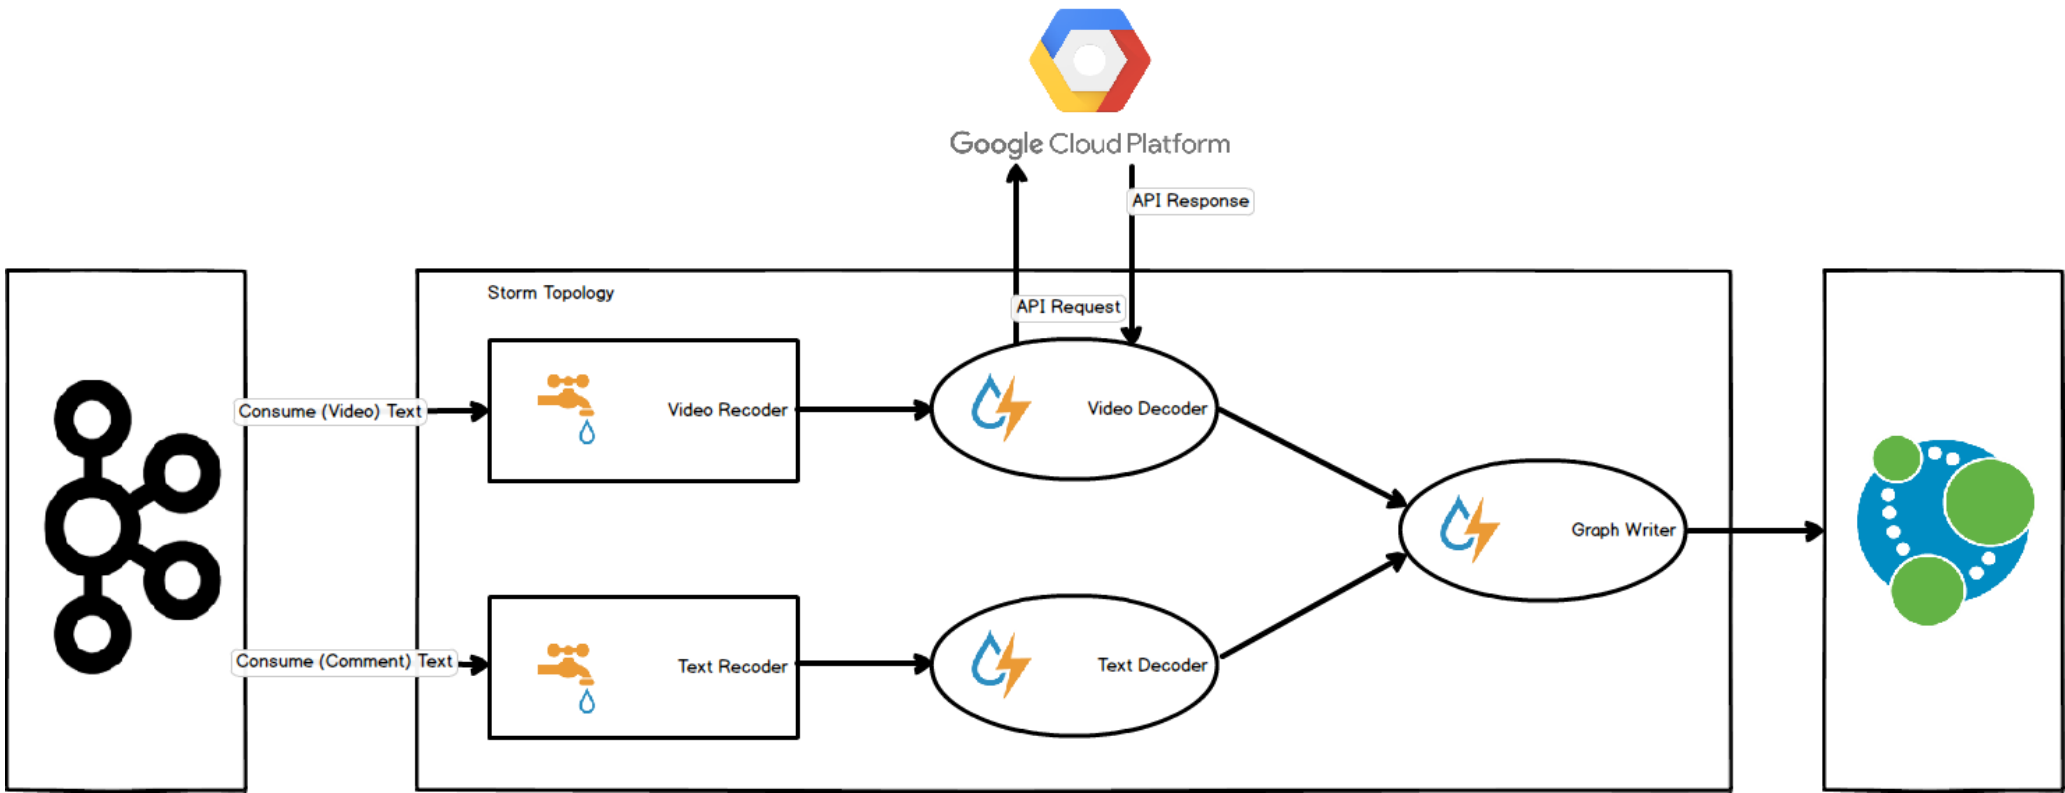 Google Cloud Platform
API Response
Storm Topology
API Request
Consume (Video) Text
Video Recoder
Video Decoder
Graph Writer
Consume (Comment) Text
Text Recoder
Text Decoder